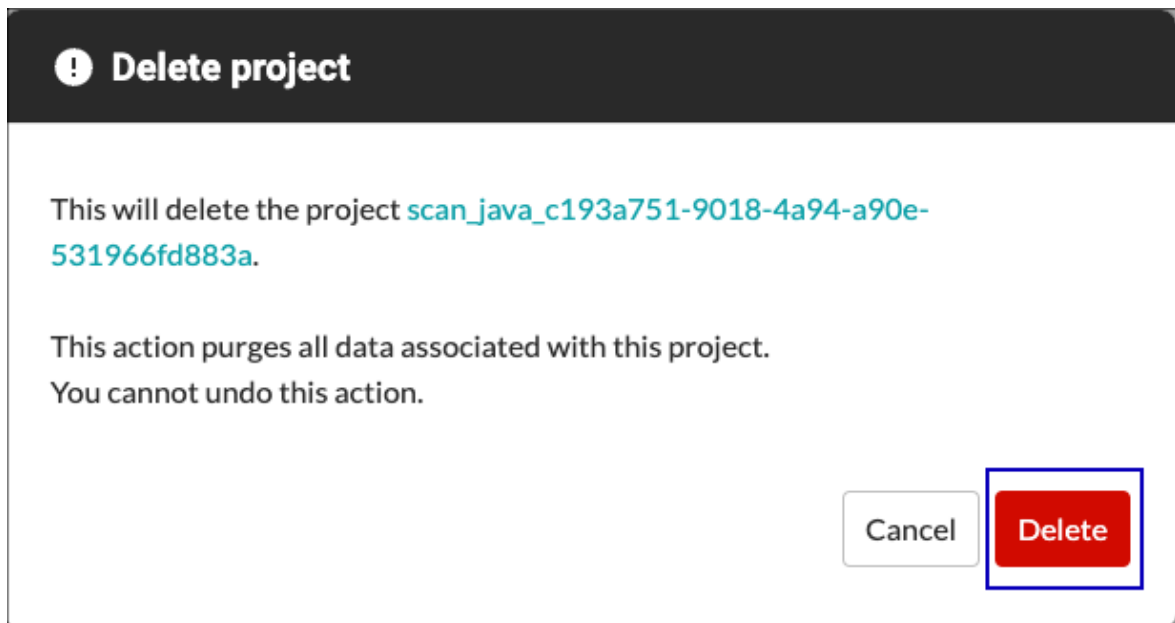 Delete project
This will delete the project scan_java_c193a751-9018-4a94-a90e-
531966fd883a.
This action purges all data associated with this project.
You cannot undo this action.
Cancel
Delete